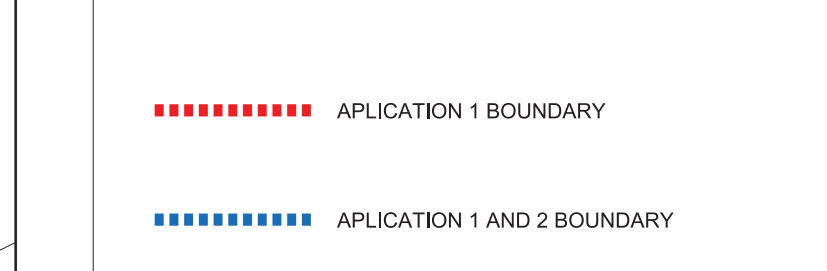 APLICATION 1 BOUNDARY
APLICATION 1 AND 2 BOUNDARY